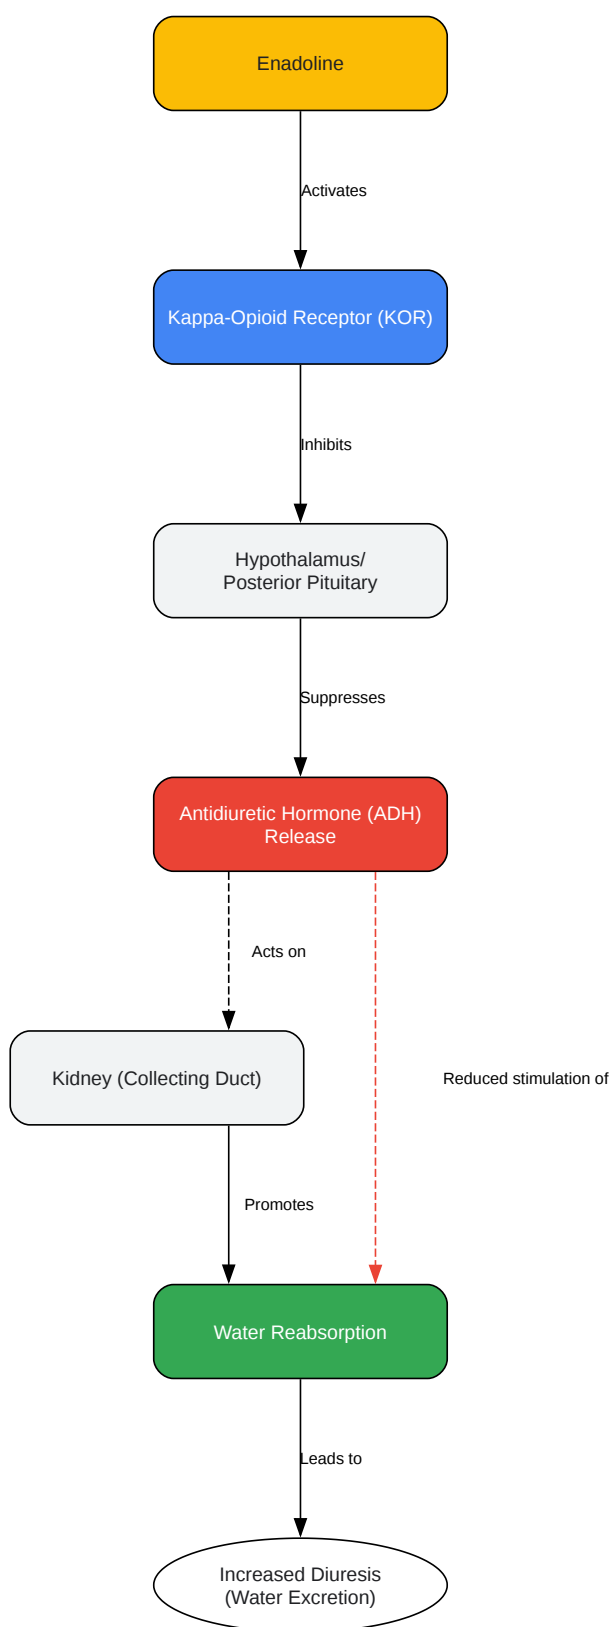 Enadoline
Activates
Kappa-Opioid Receptor (KOR)
Inhibits
Hypothalamus/
Posterior Pituitary
Suppresses
Antidiuretic Hormone (ADH)
Release
Acts on
Kidney (Collecting Duct)
Reduced stimulation of
Promotes
Water Reabsorption
Leads to
Increased Diuresis
(Water Excretion)